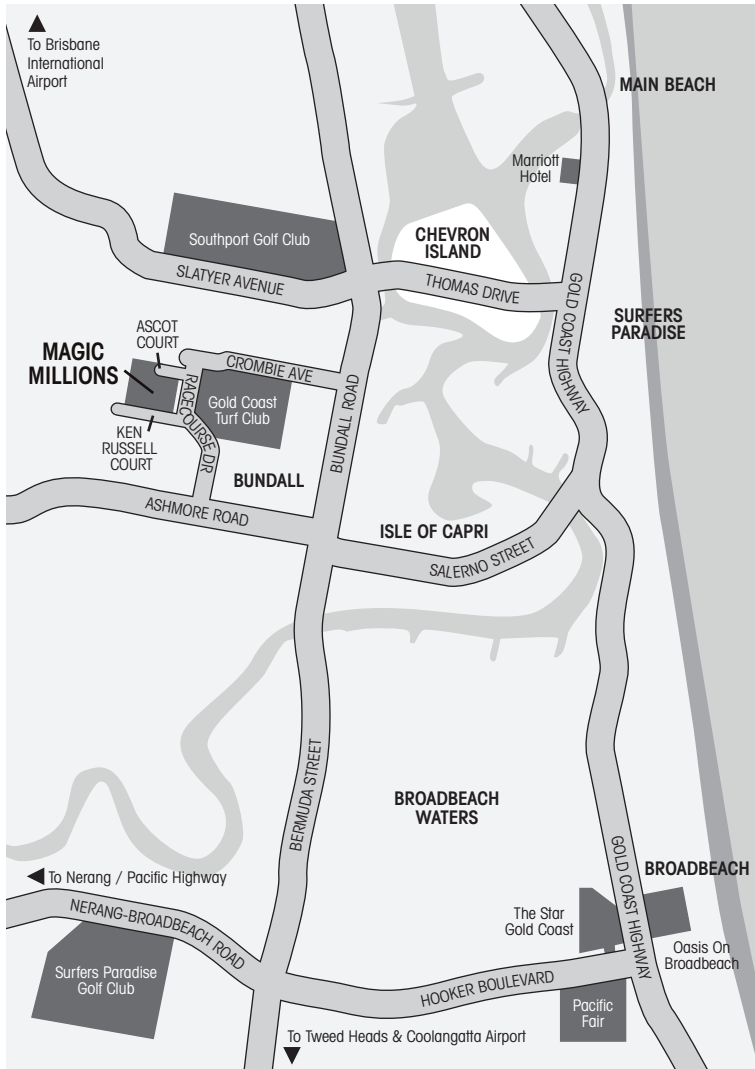 To Brisbane
International
Airport
MAIN BEACH
Marriott
Hotel
Southport Golf Club
CHEVRON
ISLAND
SLATYER AVENUE
THOMAS DRIVE
GOLD COAST HIGHWAY
SURFERS
PARADISE
ASCOT
COURT
MAGIC
MILLIONS
CROMBIE AVE
RACECOURSE DR
Gold Coast
Turf Club
BUNDALL ROAD
KEN
RUSSELL
COURT
BUNDALL
ASHMORE ROAD
ISLE OF CAPRI
SALERNO STREET
BERMUDA STREET
BROADBEACH
WATERS
GOLD COAST HIGHWAY
BROADBEACH
To Nerang / Pacific Highway
NERANG-BROADBEACH ROAD
The Star
Gold Coast
Oasis On
Broadbeach
Surfers Paradise
Golf Club
HOOKER BOULEVARD
Pacific
Fair
To Tweed Heads & Coolangatta Airport